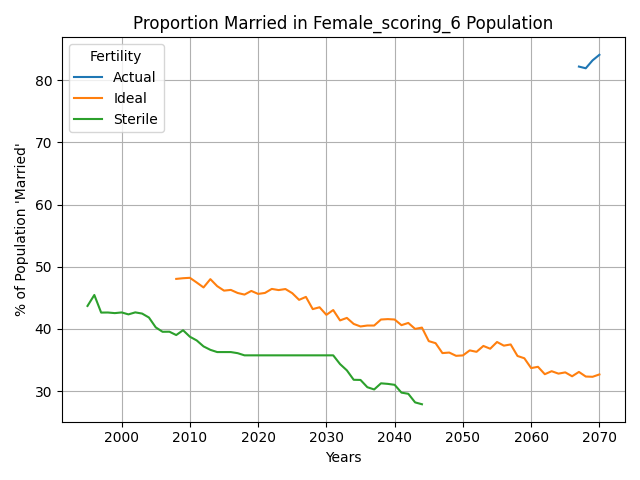 Proportion Married in Female_scoring_6 Population
% of Population 'Married'
Fertility
Actual
Ideal
Sterile
80
70
60
50
40
30
2000 2010 2020 2030 2040 2050 2060 2070
Years